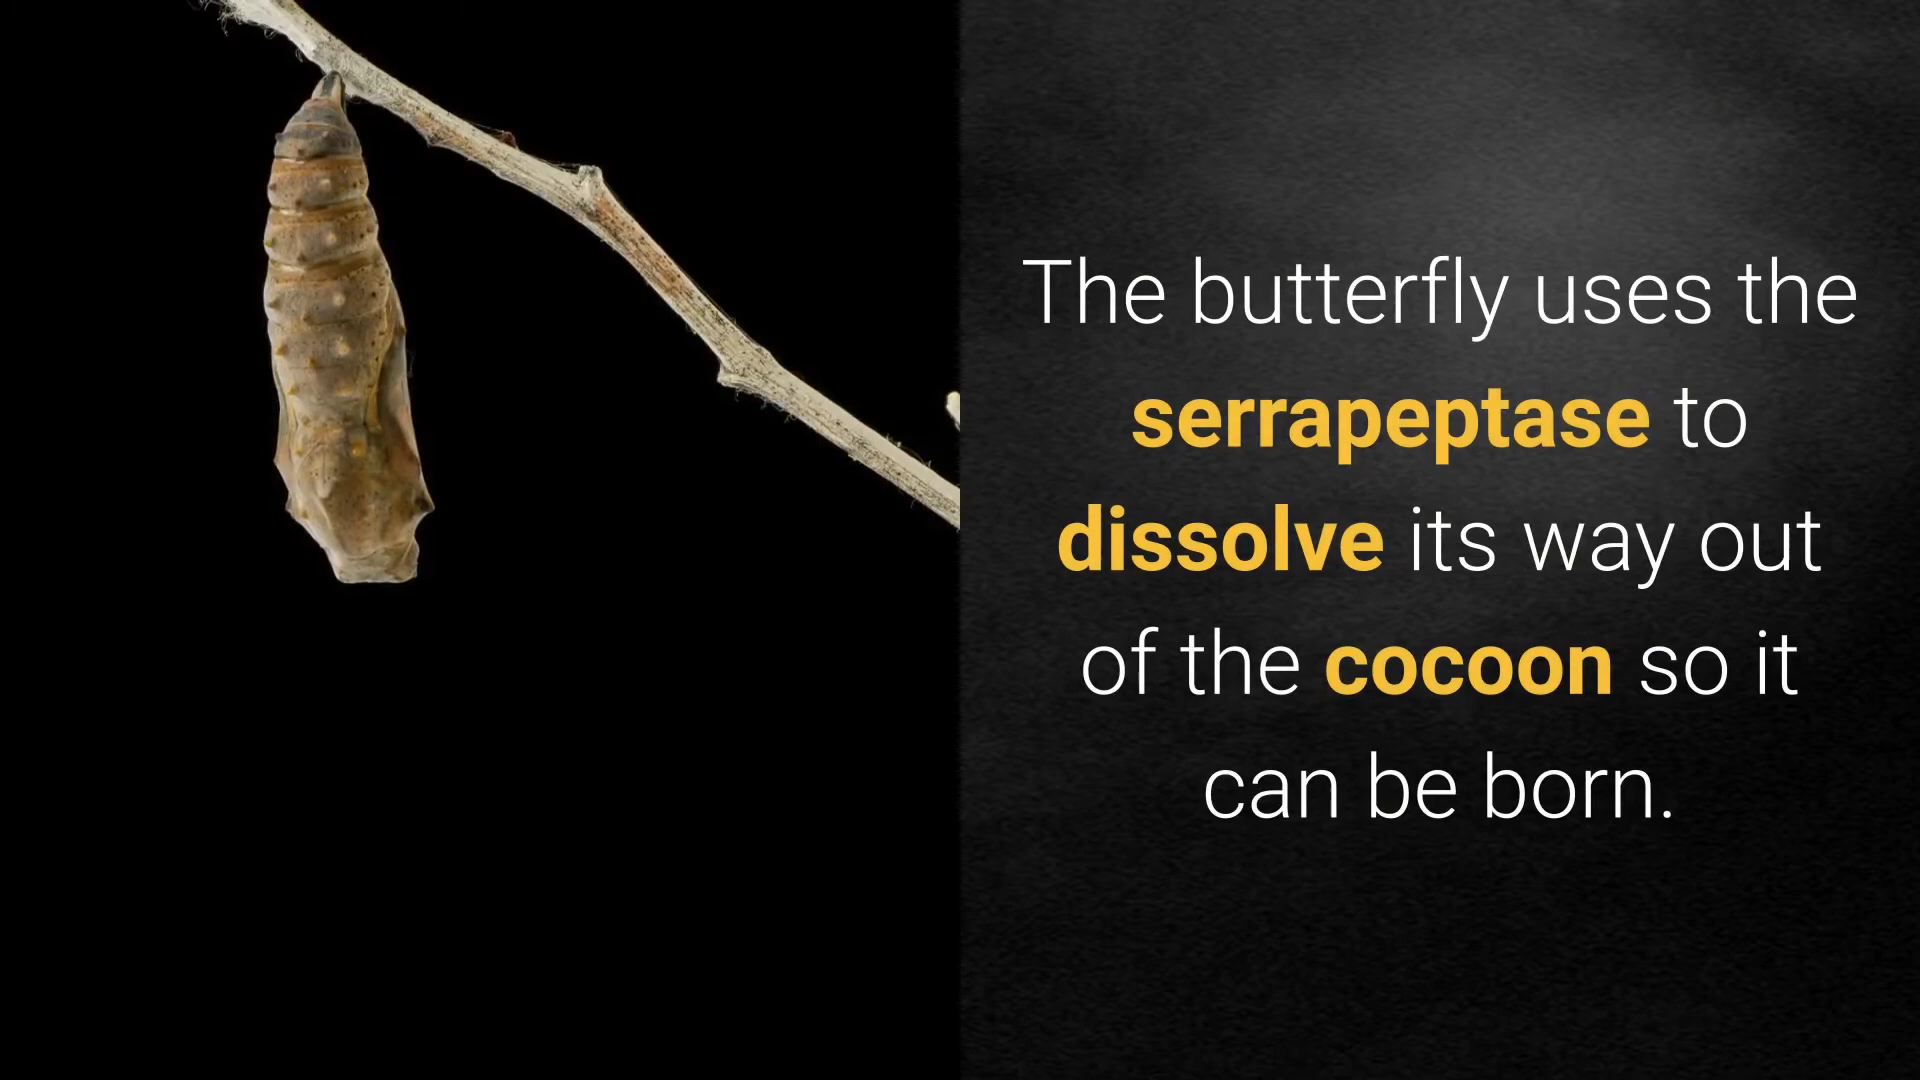 The butterfly uses the
serrapeptase to
dissolve its way out
of the cocoon so it
can be born.